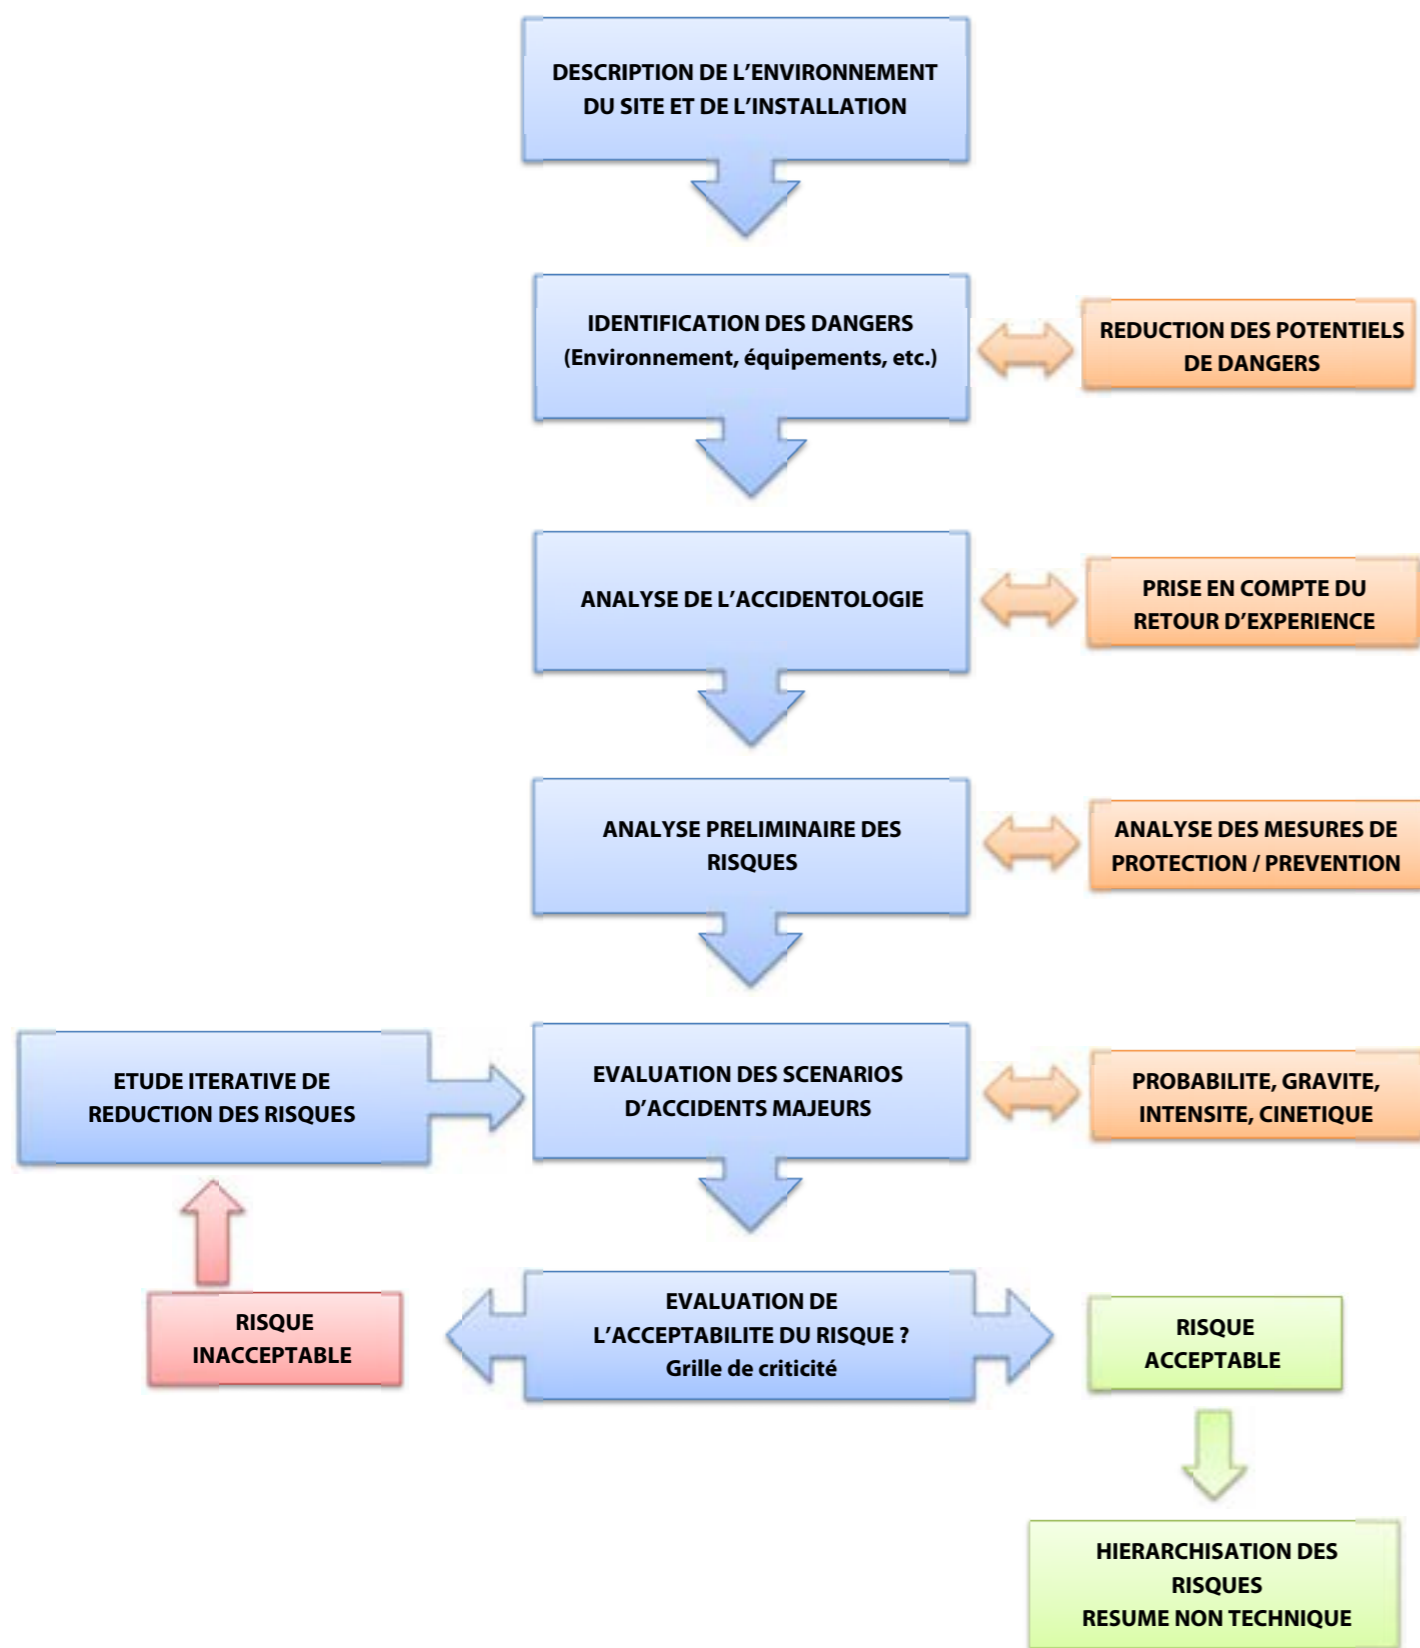 DESCRIPTION DE L’ENVIRONNEMENT
DU SITE ET DE L’INSTALLATION
IDENTIFICATION DES DANGERS
(Environnement, équipements, etc.)
REDUCTION DES POTENTIELS
DE DANGERS
ANALYSE DE L’ACCIDENTOLOGIE
PRISE EN COMPTE DU
RETOUR D’EXPERIENCE
ANALYSE PRELIMINAIRE DES
RISQUES
ANALYSE DES MESURES DE
PROTECTION / PREVENTION
ETUDE ITERATIVE DE
REDUCTION DES RISQUES
EVALUATION DES SCENARIOS
D’ACCIDENTS MAJEURS
PROBABILITE, GRAVITE,
INTENSITE, CINETIQUE
RISQUE
INACCEPTABLE
EVALUATION DE
L’ACCEPTABILITE DU RISQUE ?
Grille de criticité
RISQUE
ACCEPTABLE
HIERARCHISATION DES
RISQUES
RESUME NON TECHNIQUE